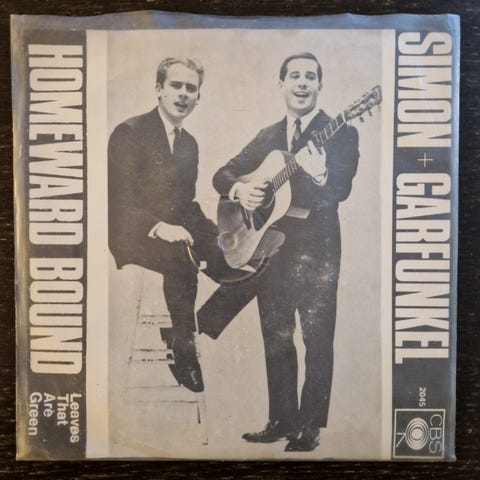 HOMEWARD BOUND
Leaves
That
Are
Green
SIMON + GARFUNKEL
2045
CBS